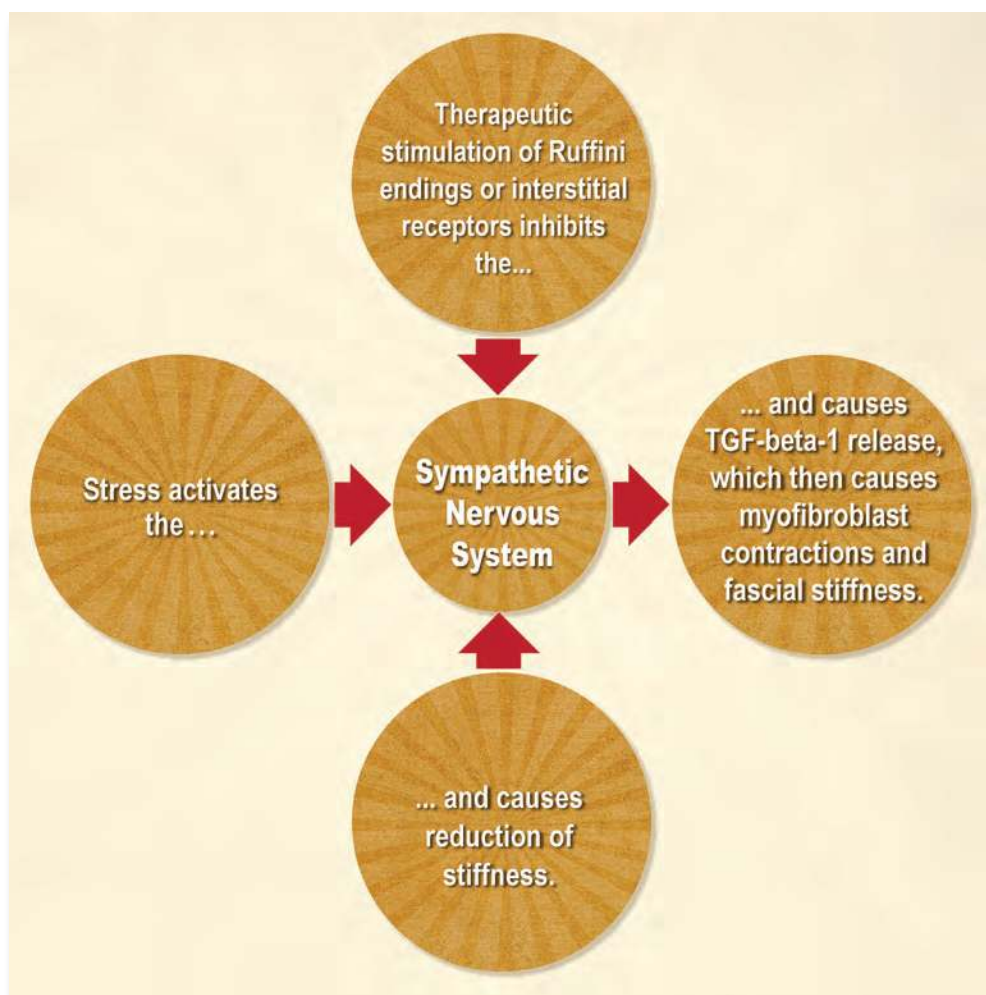 Therapeutic
stimulation of Ruffini
endings or interstitial
receptors inhibits
the...
Stress activates
the ...
Sympathetic
Nervous
System
... and causes
TGF-beta-1 release,
which then causes
myofibroblast
contractions and
fascial stiffness.
... and causes
reduction of
stiffness.